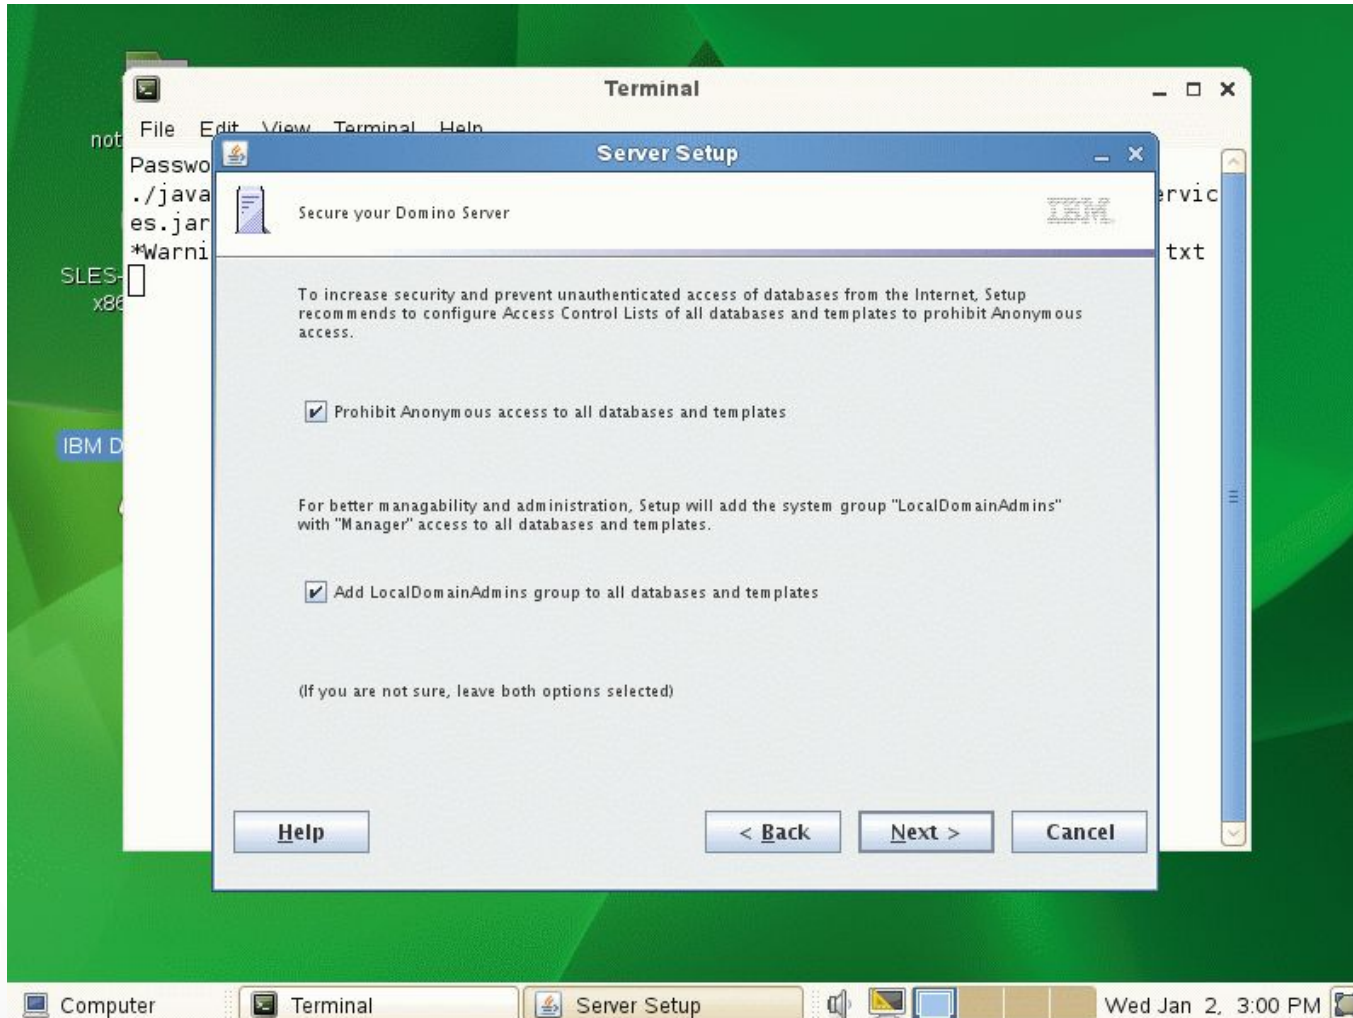 Terminal
File Edit View Terminal Help
Passwo
./java
ervic
es.jar
*Warni
txt
not
SLES-
x86
IBM D
Server Setup
Secure your Domino Server
IBM
To increase security and prevent unauthenticated access of databases from the Internet, Setup
recommends to configure Access Control Lists of all databases and templates to prohibit Anonymous
access.
Prohibit Anonymous access to all databases and templates
For better managability and administration, Setup will add the system group "LocalDomainAdmins"
with "Manager" access to all databases and templates.
Add LocalDomainAdmins group to all databases and templates
(If you are not sure, leave both options selected)
Help
< Back
Next >
Cancel
Computer
Terminal
Server Setup
Wed Jan 2, 3:00 PM